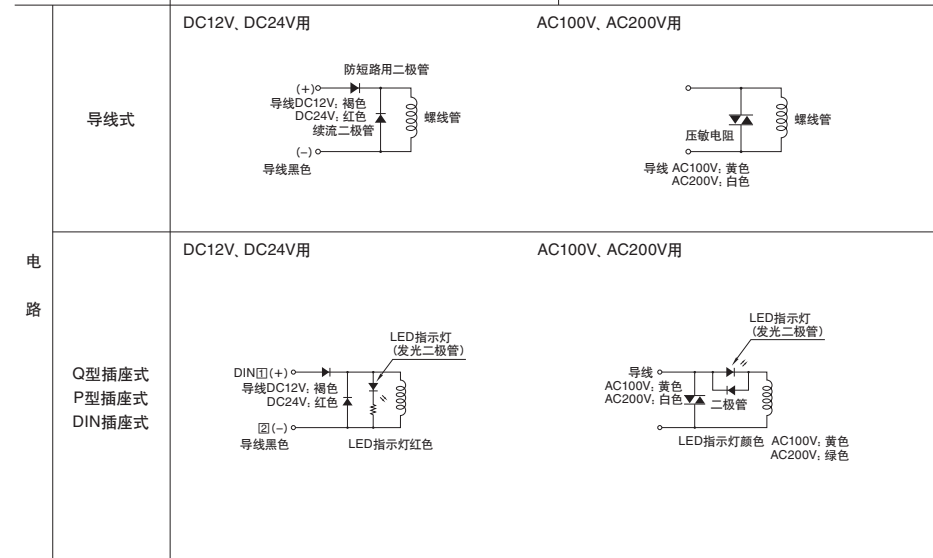 电
路
导线式
DC12V、DC24V用
防短路用二极管
(+)
导线DC12V: 褐色
DC24V: 红色
续流二极管
螺线管
(-)
导线黑色
AC100V、AC200V用
压敏电阻
螺线管
导线 AC100V: 黄色
AC200V: 白色
Q型插座式
P型插座式
DIN插座式
DC12V、DC24V用
LED指示灯
(发光二极管)
DIN1(+)
导线DC12V: 褐色
DC24V: 红色
2(-)
导线黑色
LED指示灯红色
AC100V、AC200V用
LED指示灯
(发光二极管)
导线
AC100V: 黄色
AC200V: 白色
二极管
LED指示灯颜色 AC100V: 黄色
AC200V: 绿色